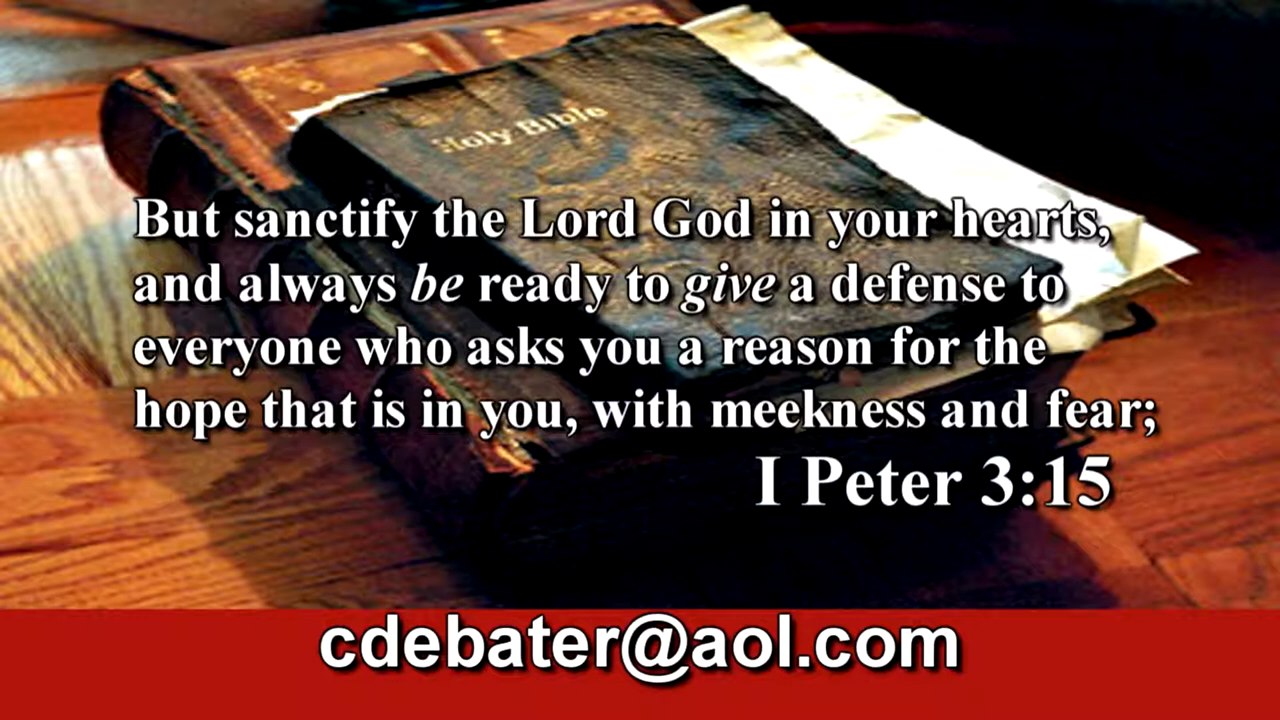 Holy Bible
But sanctify the Lord God in your hearts,
and always be ready to give a defense to
everyone who asks you a reason for the
hope that is in you, with meekness and fear;
I Peter 3:15
cdebater@aol.com